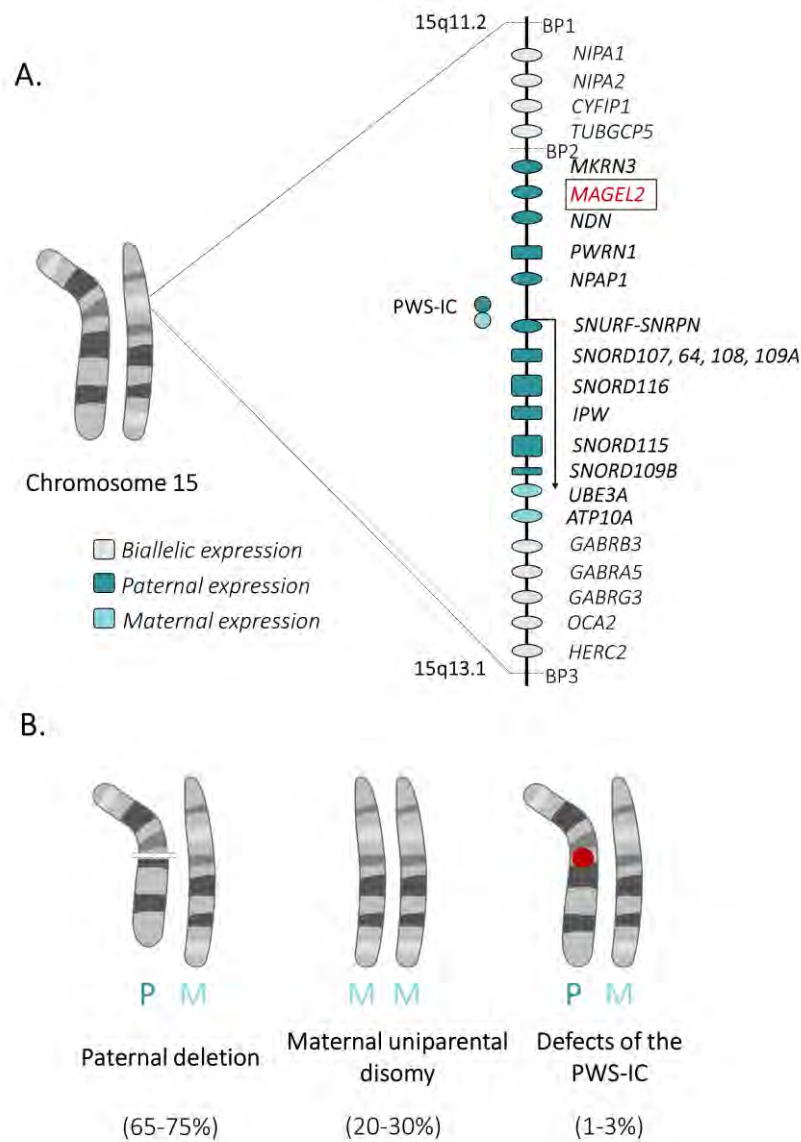 A.
15q11.2
BP1
NIPA1
NIPA2
CYFIP1
TUBGCP5
BP2
MKRN3
MAGEL2
NDN
PWRN1
NPAP1
PWS-IC
SNURF-SNRPN
SNORD107, 64, 108, 109A
SNORD116
IPW
SNORD115
SNORD109B
UBE3A
ATP10A
GABRB3
GABRA5
GABRG3
OCA2
HERC2
15q13.1
BP3
Chromosome 15
Biallelic expression
Paternal expression
Maternal expression
B.
P M
M M
P M
Paternal deletion
(65-75%)
Maternal uniparental
disomy
(20-30%)
Defects of the
PWS-IC
(1-3%)